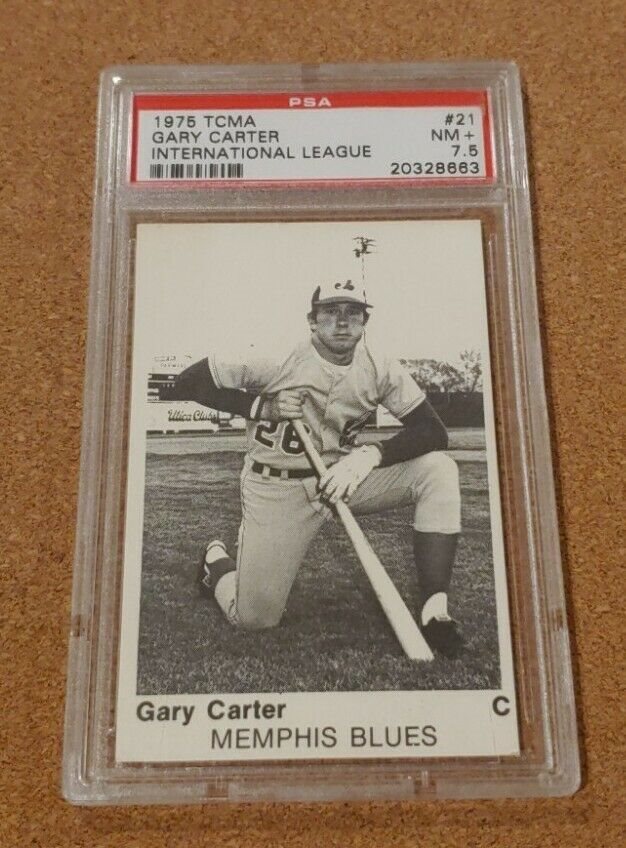 PSA
1975 TCMA #21
GARY CARTER NM+
INTERNATIONAL LEAGUE 7.5
20328663
Utica Club
26
Gary Carter C
MEMPHIS BLUES